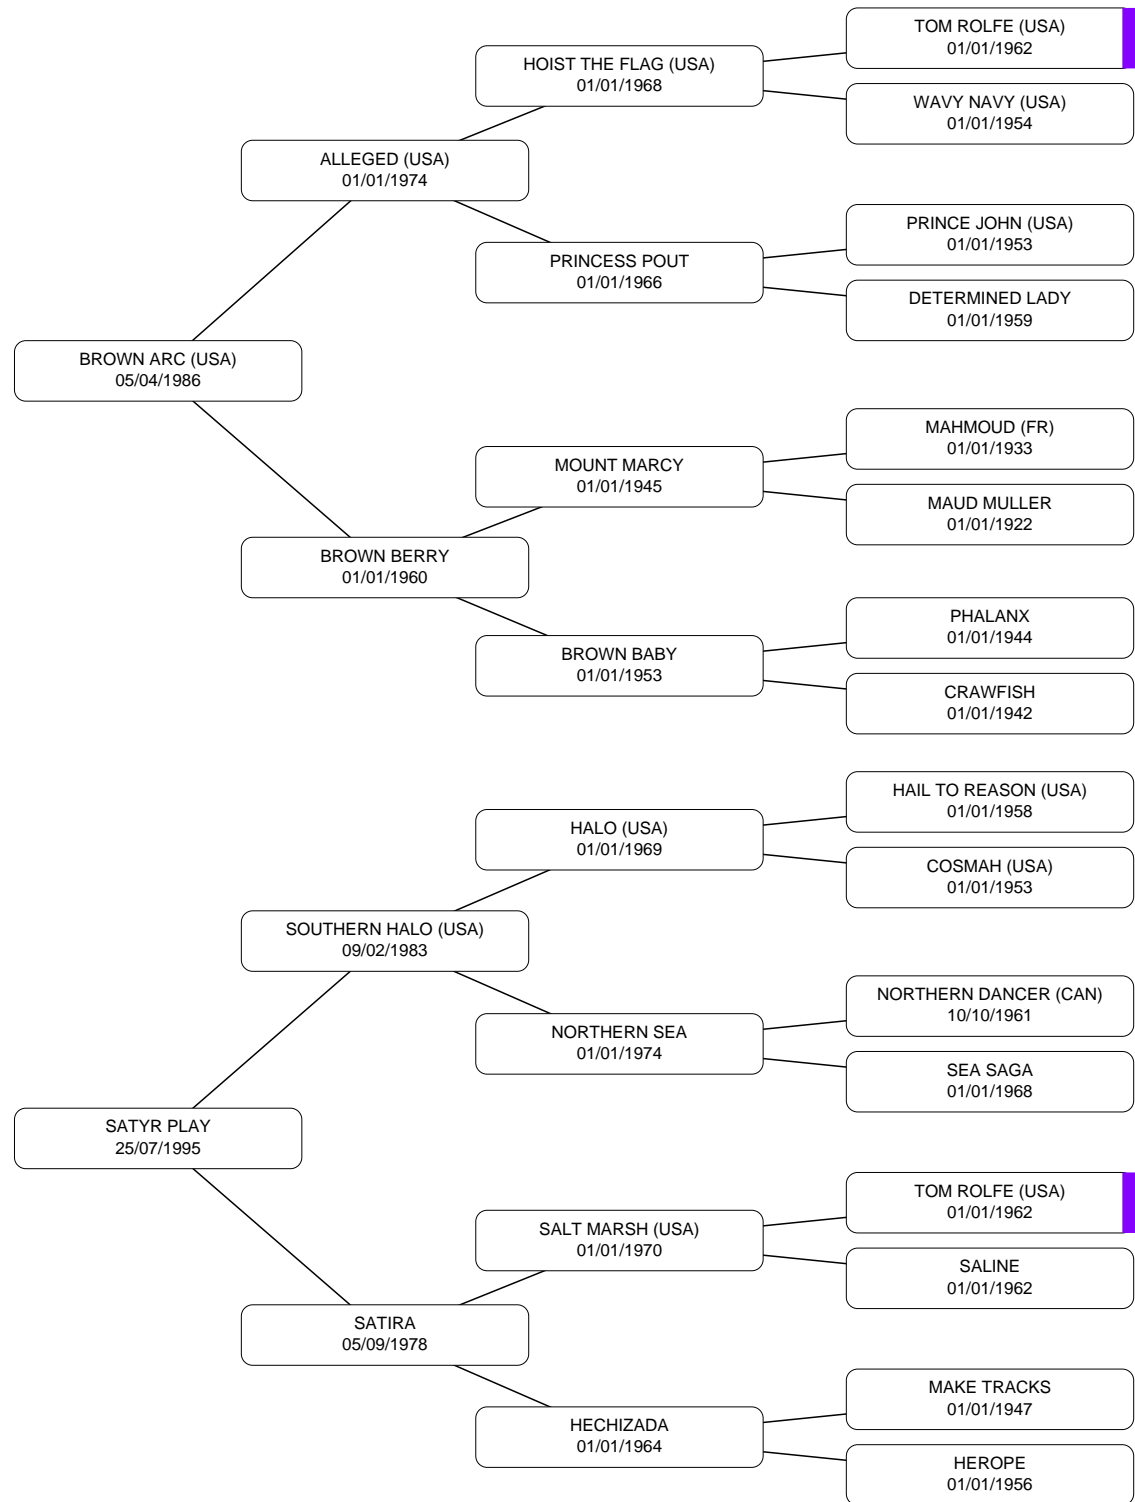 TOM ROLFE (USA)
01/01/1962
HOIST THE FLAG (USA)
01/01/1968
WAVY NAVY (USA)
01/01/1954
ALLEGED (USA)
01/01/1974
PRINCE JOHN (USA)
01/01/1953
PRINCESS POUT
01/01/1966
DETERMINED LADY
01/01/1959
BROWN ARC (USA)
05/04/1986
MAHMOUD (FR)
01/01/1933
MOUNT MARCY
01/01/1945
MAUD MULLER
01/01/1922
BROWN BERRY
01/01/1960
PHALANX
01/01/1944
BROWN BABY
01/01/1953
CRAWFISH
01/01/1942
HAIL TO REASON (USA)
01/01/1958
HALO (USA)
01/01/1969
COSMAH (USA)
01/01/1953
SOUTHERN HALO (USA)
09/02/1983
NORTHERN DANCER (CAN)
10/10/1961
NORTHERN SEA
01/01/1974
SEA SAGA
01/01/1968
SATYR PLAY
25/07/1995
TOM ROLFE (USA)
01/01/1962
SALT MARSH (USA)
01/01/1970
SALINE
01/01/1962
SATIRA
05/09/1978
MAKE TRACKS
01/01/1947
HECHIZADA
01/01/1964
HEROPE
01/01/1956